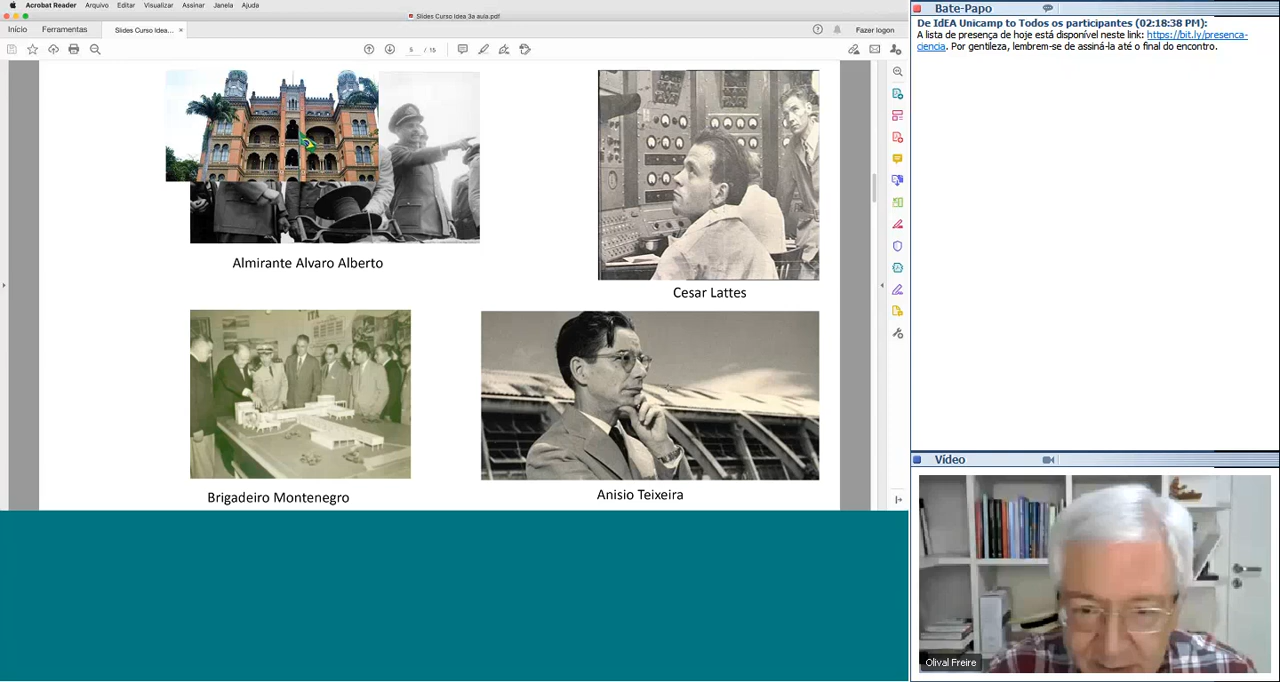 Acrobat Reader Arquivo Editar Visualizar Assinar Janela Ajuda
Slides Curso Idea 3a aula.pdf
Início Ferramentas Slides Curso Idea... × Fazer logon
5 / 15
Almirante Alvaro Alberto
Cesar Lattes
ITA
Brigadeiro Montenegro
Anisio Teixeira
Bate-Papo
De IdEA Unicamp to Todos os participantes (02:18:38 PM):
A lista de presença de hoje está disponível neste link: https://bit.ly/presenca-
ciencia. Por gentileza, lembrem-se de assiná-la até o final do encontro.
Vídeo
Olival Freire